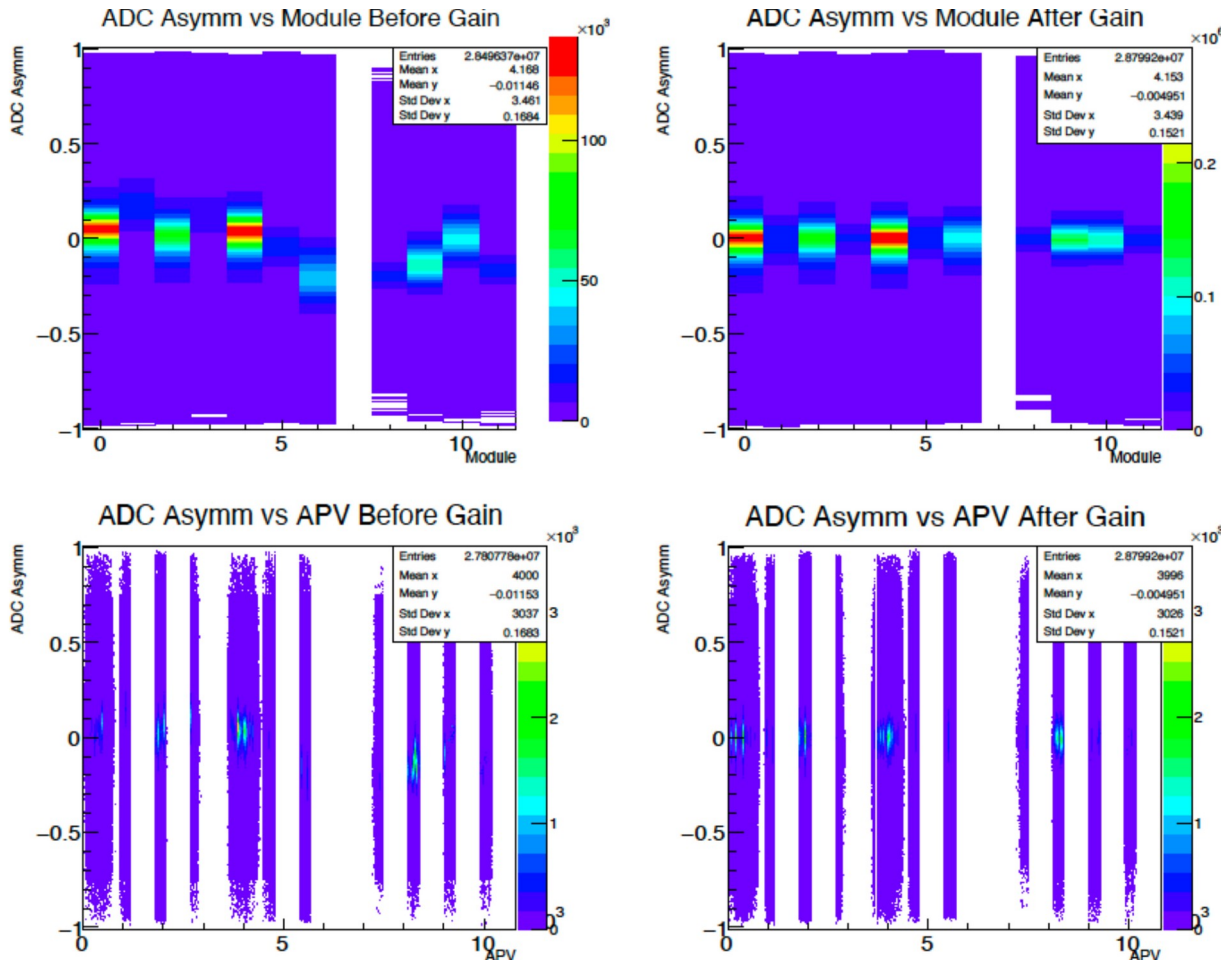 ADC Asymm vs Module Before Gain
ADC Asymm
×10³
Entries 2.849637e+07
Mean x 4.168
Mean y −0.01146
Std Dev x 3.461
Std Dev y 0.1684
1
0.5
0
−0.5
−1
0 5 10
Module
100
50
0
ADC Asymm vs Module After Gain
ADC Asymm
Entries 2.87992e+07
Mean x 4.153
Mean y −0.004951
Std Dev x 3.439
Std Dev y 0.1521
1
0.5
0
−0.5
−1
0 5 10
Module
0.2
0.1
0
ADC Asymm vs APV Before Gain
ADC Asymm
×10³
Entries 2.780778e+07
Mean x 4000
Mean y −0.01153
Std Dev x 3037
Std Dev y 0.1683
1
0.5
0
−0.5
−1
0 5 10
APV
3
2
1
ADC Asymm vs APV After Gain
ADC Asymm
×10³
Entries 2.87992e+07
Mean x 3996
Mean y −0.004951
Std Dev x 3026
Std Dev y 0.1521
1
0.5
0
−0.5
−1
0 5 10
APV
3
2
1